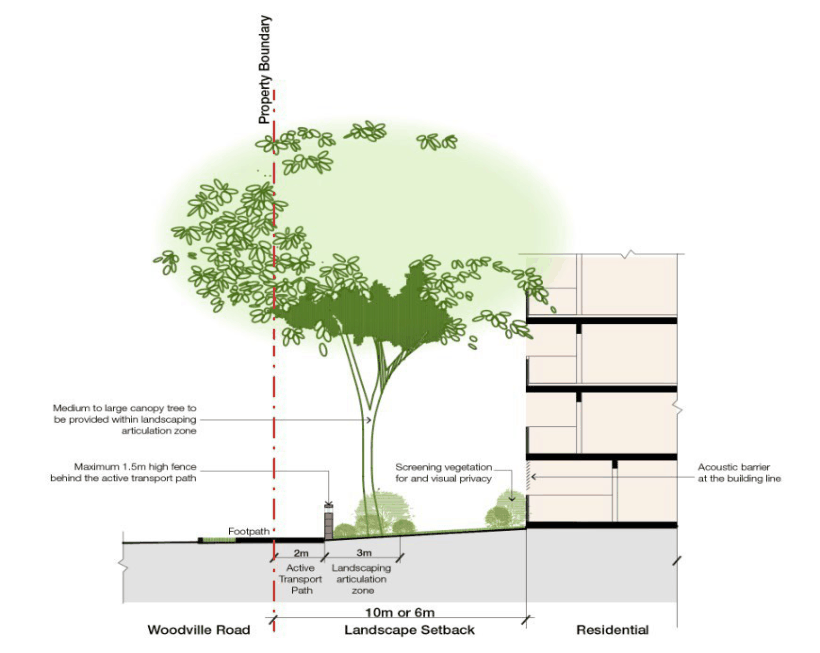 Property Boundary
Medium to large canopy tree to
be provided within landscaping
articulation zone
Maximum 1.5m high fence
behind the active transport path
Screening vegetation
for and visual privacy
Acoustic barrier
at the building line
Footpath
2m
3m
Active
Transport
Path
Landscaping
articulation
zone
10m or 6m
Woodville Road
Landscape Setback
Residential